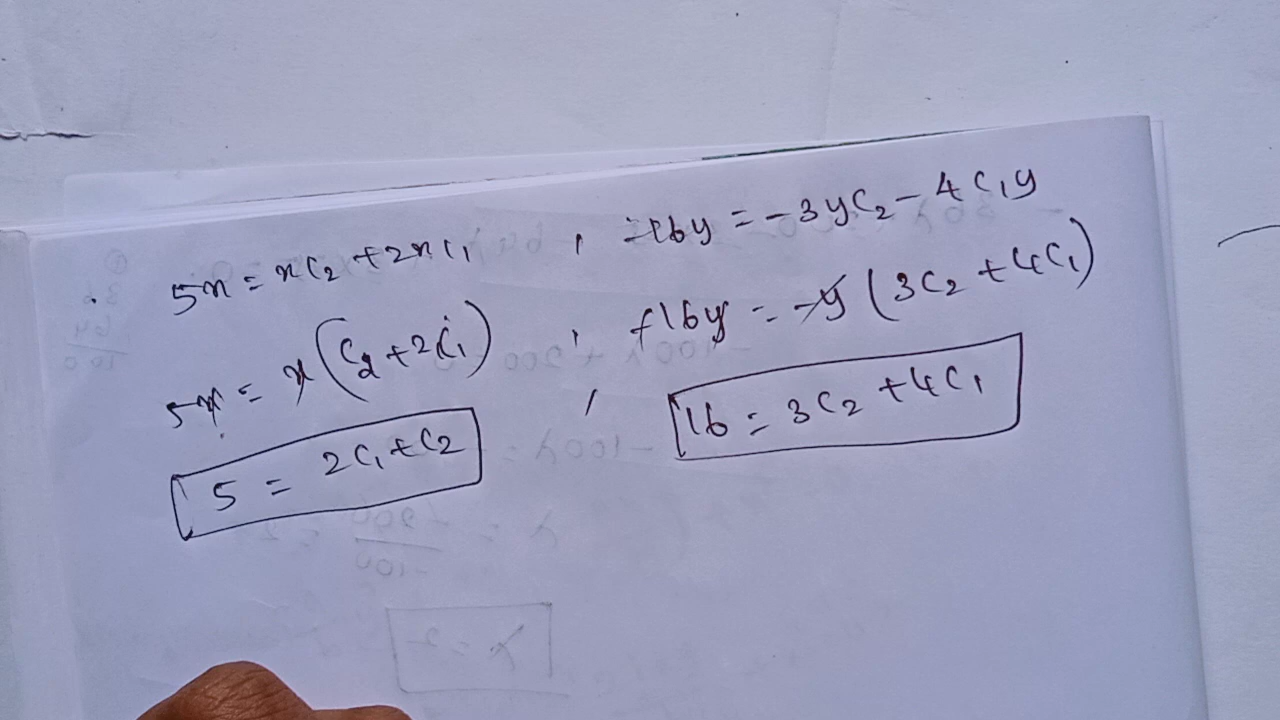 5x = xC₂ + 2xC₁ , -16y = -3yC₂ - 4C₁y
5x = x(C₂ + 2C₁) , -16y = -y(3C₂ + 4C₁)
5 = 2C₁ + C₂ , 16 = 3C₂ + 4C₁